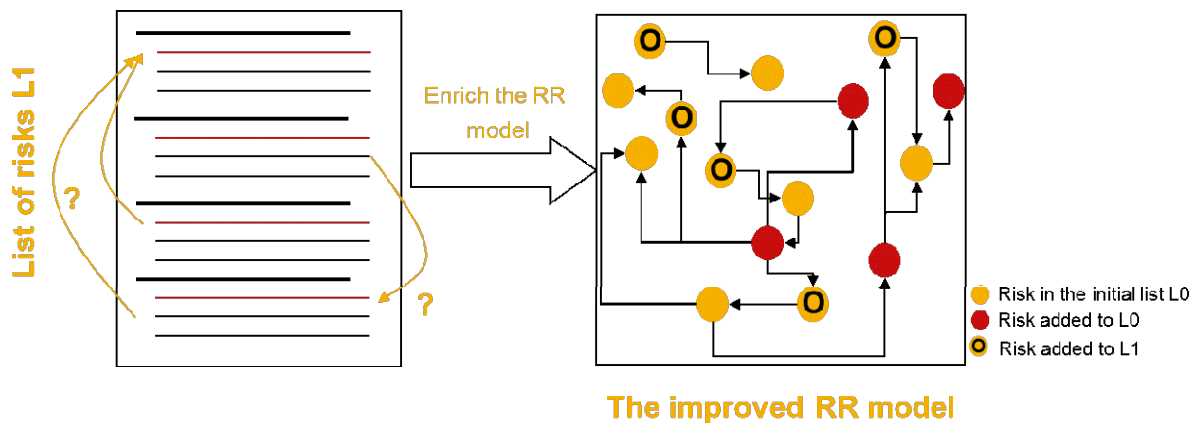 List of risks L1
?
?
Enrich the RR
model
O
O
O
O
O
Risk in the initial list L0
Risk added to L0
O Risk added to L1
The improved RR model